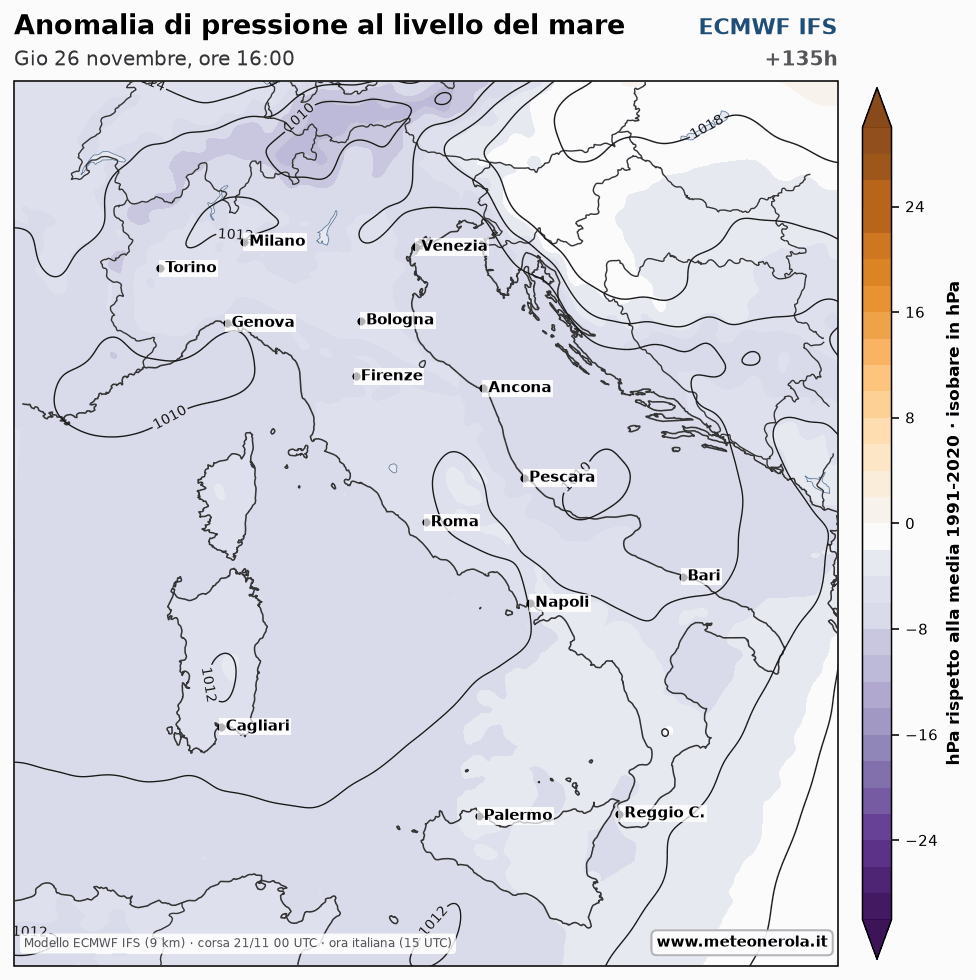 Anomalia di pressione al livello del mare
ECMWF IFS
Gio 26 novembre, ore 16:00
+135h
1010
1018
1012
Milano
Venezia
Torino
Genova
Bologna
Firenze
Ancona
1010
Pescara
Roma
Bari
Napoli
1012
Cagliari
Palermo
Reggio C.
1012
1012
Modello ECMWF IFS (9 km) · corsa 21/11 00 UTC · ora italiana (15 UTC)
www.meteonerola.it
24
16
8
0
−8
−16
−24
hPa rispetto alla media 1991-2020 · isobare in hPa